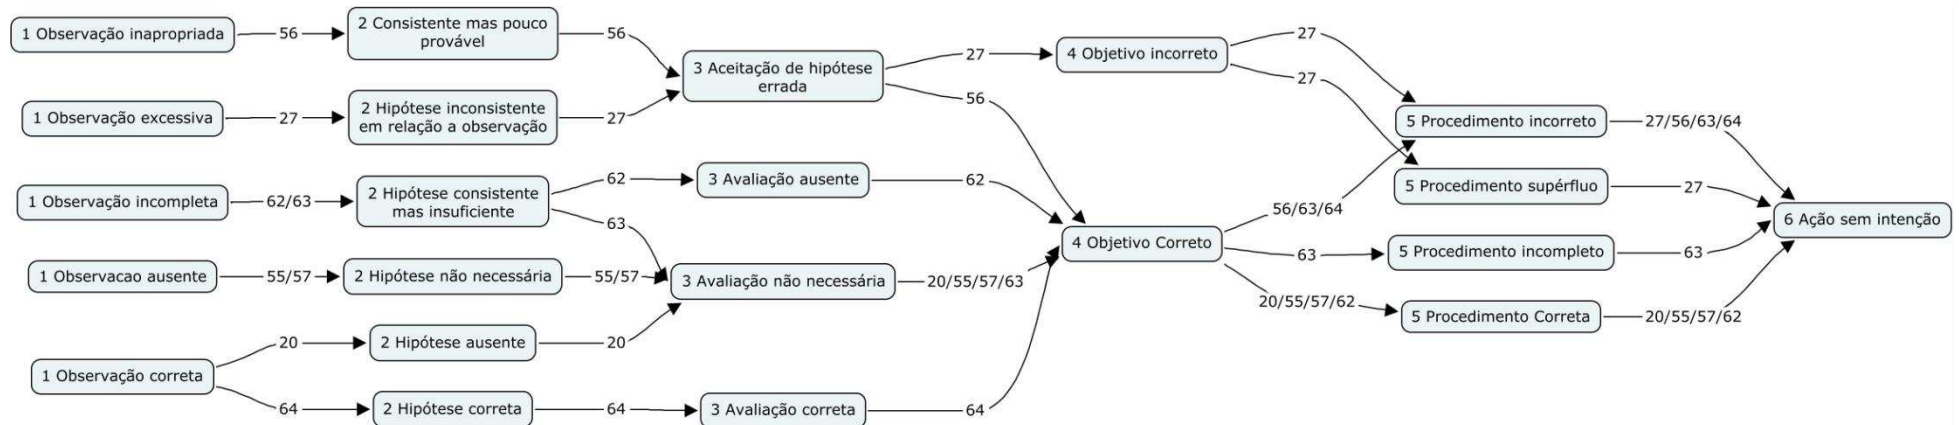 1 Observação inapropriada
56
2 Consistente mas pouco
provável
56
1 Observação excessiva
27
2 Hipótese inconsistente
em relação a observação
27
3 Aceitação de hipótese
errada
27
56
1 Observação incompleta
62/63
2 Hipótese consistente
mas insuficiente
62
63
3 Avaliação ausente
62
1 Observacao ausente
55/57
2 Hipótese não necessária
55/57
3 Avaliação não necessária
20/55/57/63
1 Observação correta
20
2 Hipótese ausente
20
64
2 Hipótese correta
64
3 Avaliação correta
64
4 Objetivo incorreto
27
27
4 Objetivo Correto
56/63/64
63
20/55/57/62
5 Procedimento incorreto
27/56/63/64
5 Procedimento supérfluo
27
5 Procedimento incompleto
63
5 Procedimento Correta
20/55/57/62
6 Ação sem intenção